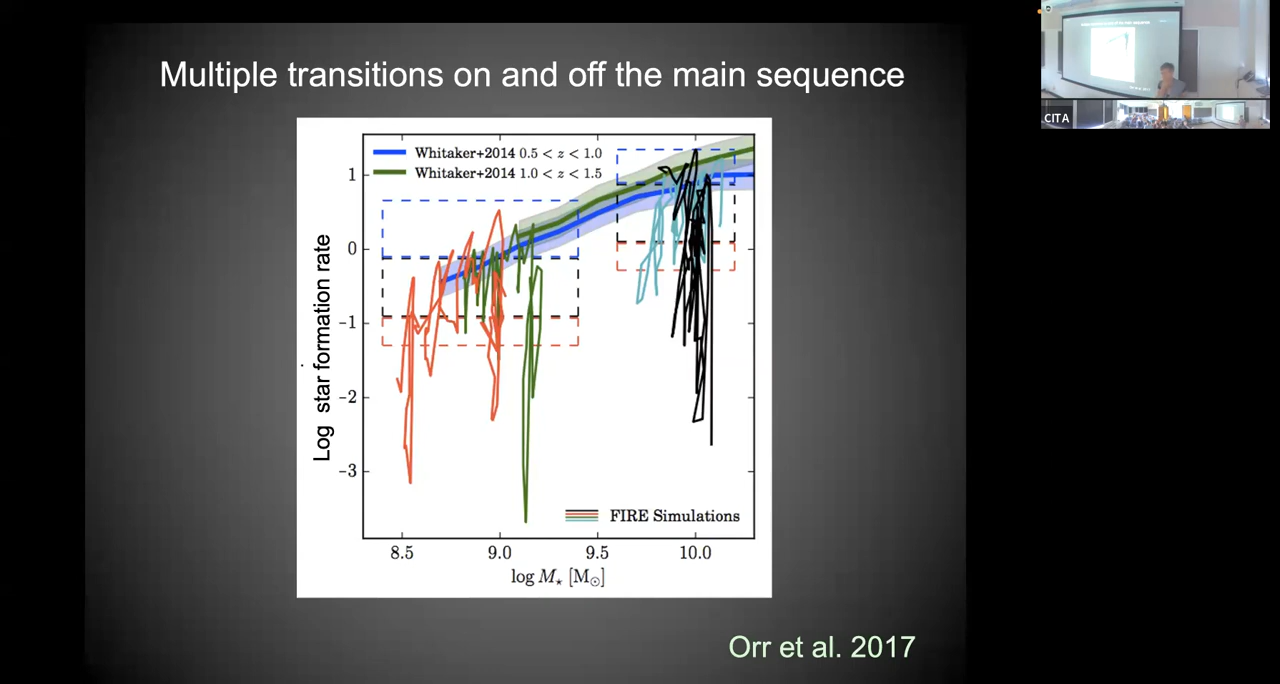 Multiple transitions on and off the main sequence
Whitaker+2014 0.5 < z < 1.0
Whitaker+2014 1.0 < z < 1.5
Log star formation rate
1
0
−1
−2
−3
FIRE Simulations
8.5 9.0 9.5 10.0
log M⋆ [M⊙]
Orr et al. 2017
CITA